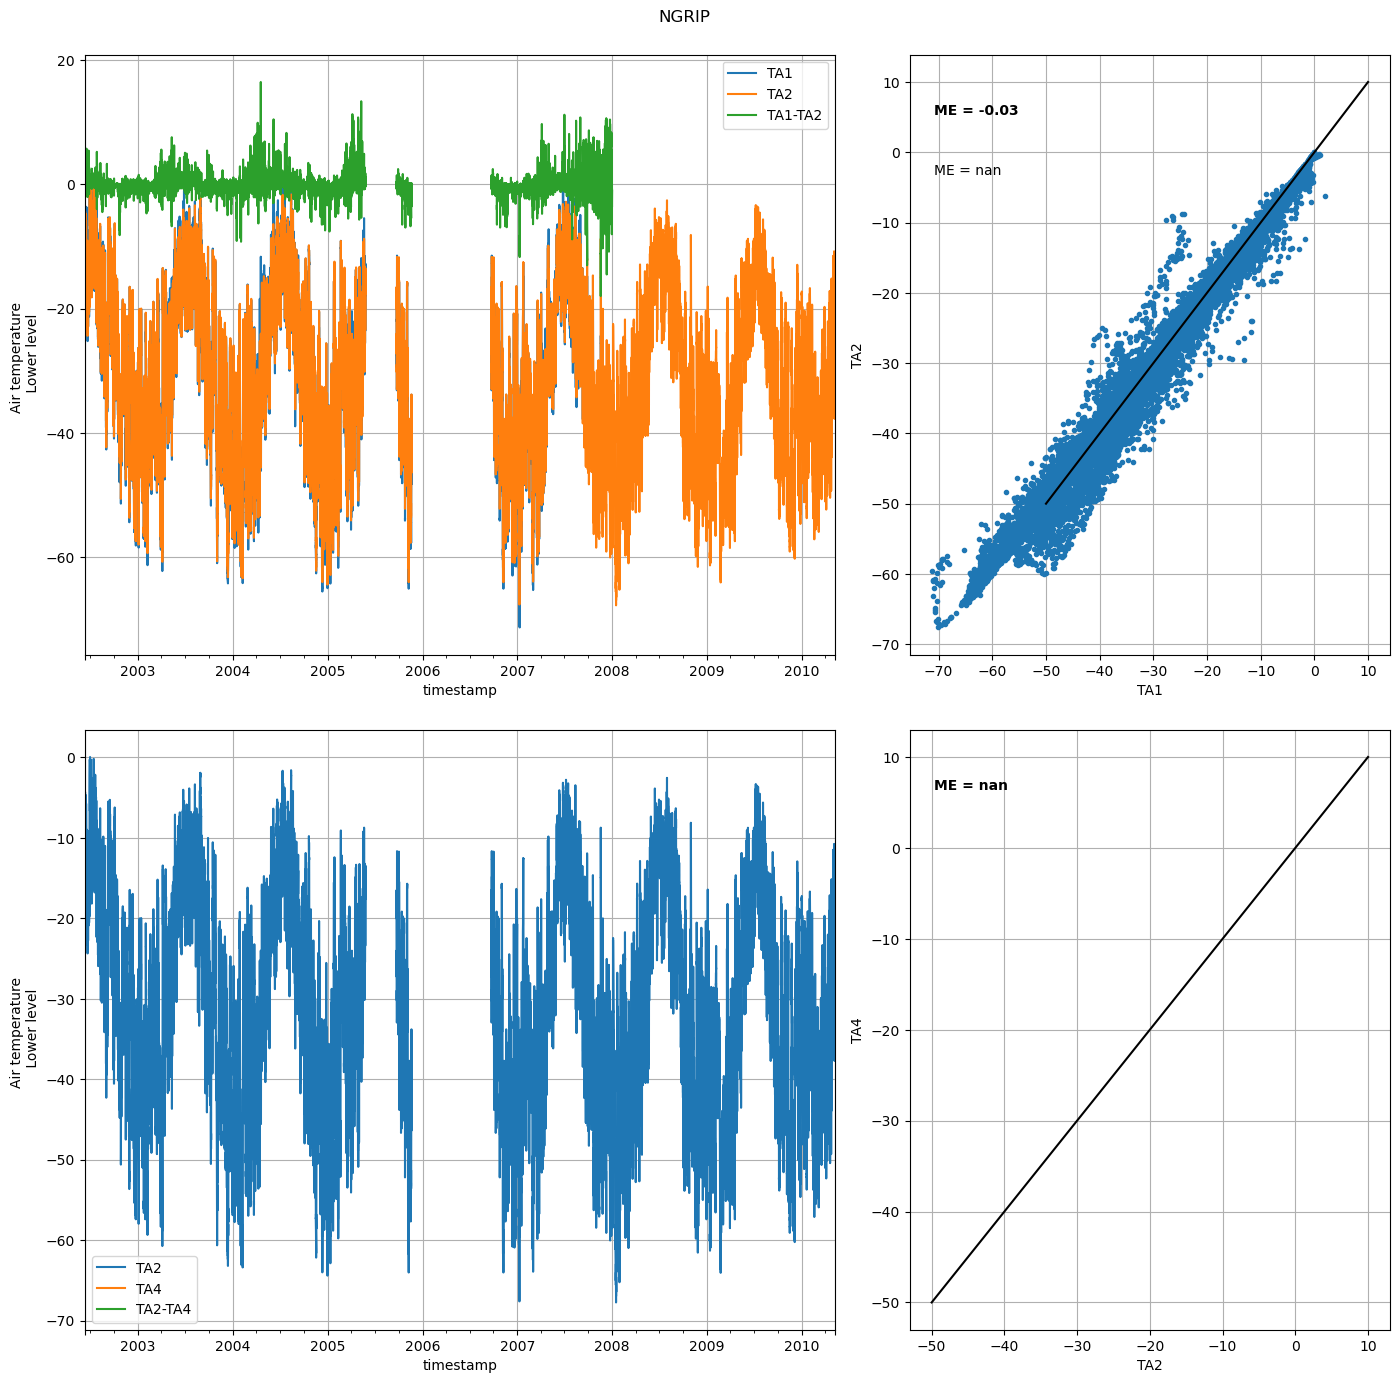 NGRIP
20
0
−20
−40
−60
Air temperature
Lower level
TA1
TA2
TA1-TA2
2003 2004 2005 2006 2007 2008 2009 2010
timestamp
10
0
−10
−20
−30
−40
−50
−60
−70
TA2
ME = -0.03
ME = nan
−70 −60 −50 −40 −30 −20 −10 0 10
TA1
0
−10
−20
−30
−40
−50
−60
−70
Air temperature
Lower level
TA2
TA4
TA2-TA4
2003 2004 2005 2006 2007 2008 2009 2010
timestamp
10
0
−10
−20
−30
−40
−50
TA4
ME = nan
−50 −40 −30 −20 −10 0 10
TA2